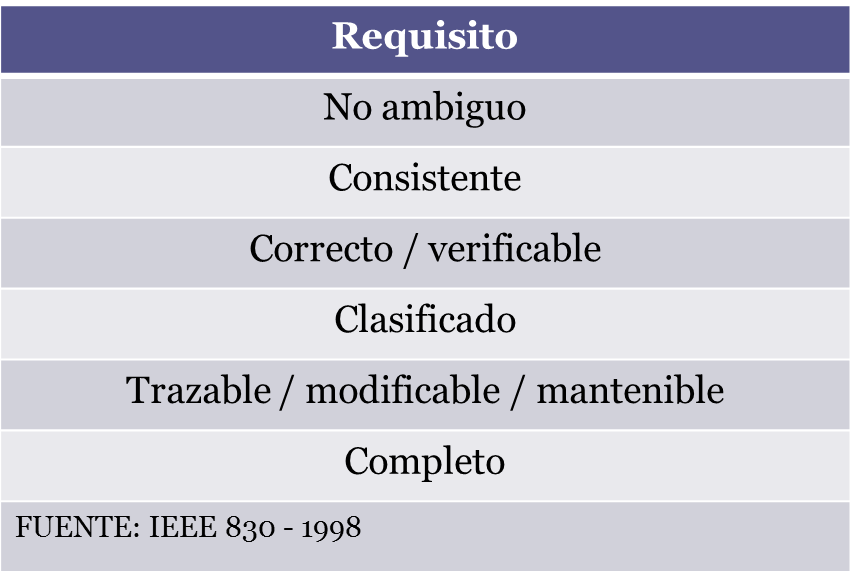 Requisito
No ambiguo
Consistente
Correcto / verificable
Clasificado
Trazable / modificable / mantenible
Completo
FUENTE: IEEE 830 - 1998